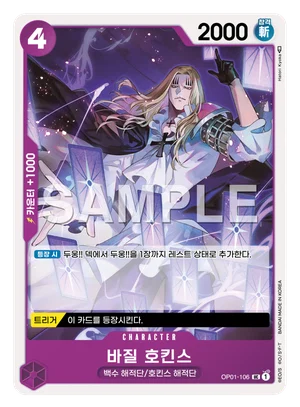 4
2000
참격
斬
카운터 +1000
SAMPLE
등장 시 두웅!! 덱에서 두웅!!을 1장까지 레스트 상태로 추가한다.
트리거 이 카드를 등장시킨다.
CHARACTER
바질 호킨스
백수 해적단/호킨스 해적단
OP01-106 UC 1
BANDAI MADE IN KOREA